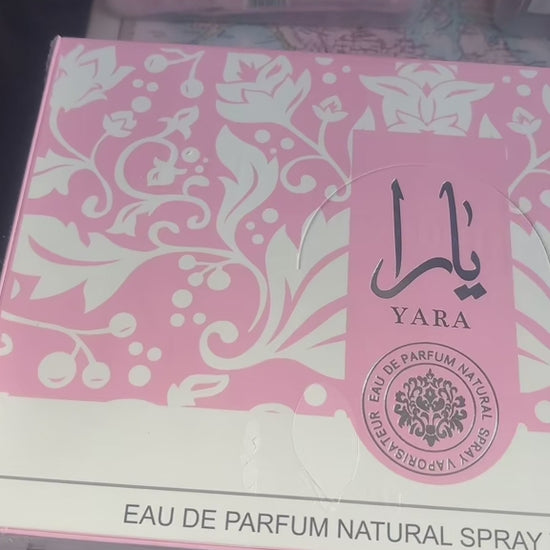 يارا
YARA
EAU DE PARFUM NATURAL SPRAY VAPORISATEUR
EAU DE PARFUM NATURAL SPRAY